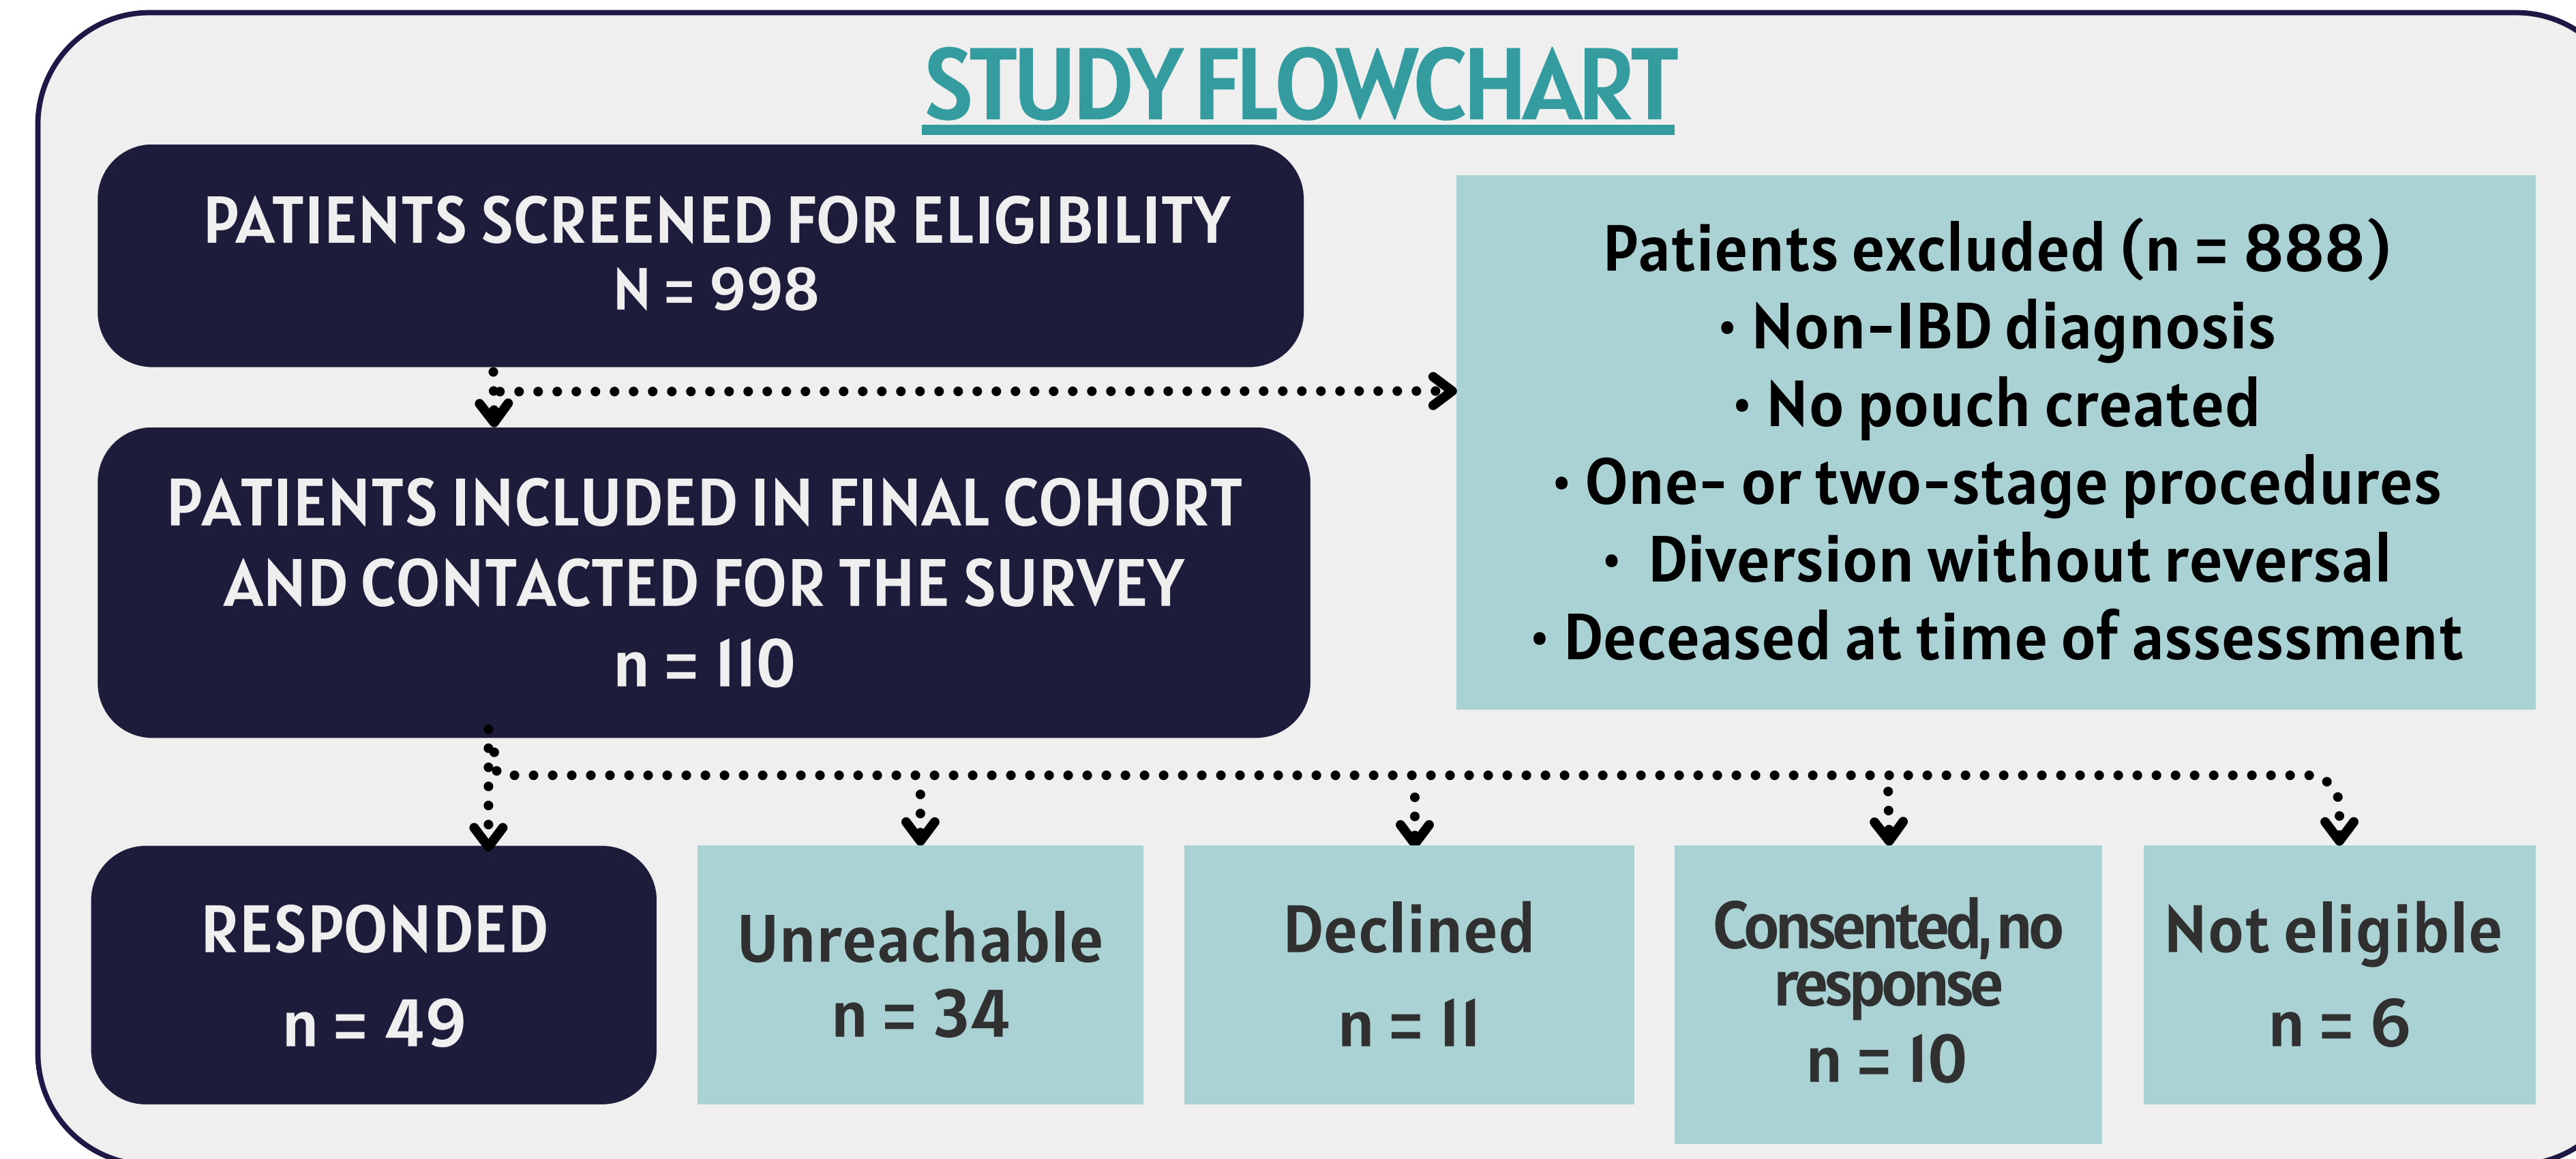 STUDY FLOWCHART
PATIENTS SCREENED FOR ELIGIBILITY
N = 998
Patients excluded (n = 888)
• Non-IBD diagnosis
• No pouch created
• One- or two-stage procedures
• Diversion without reversal
• Deceased at time of assessment
PATIENTS INCLUDED IN FINAL COHORT
AND CONTACTED FOR THE SURVEY
n = 110
RESPONDED
n = 49
Unreachable
n = 34
Declined
n = 11
Consented, no
response
n = 10
Not eligible
n = 6